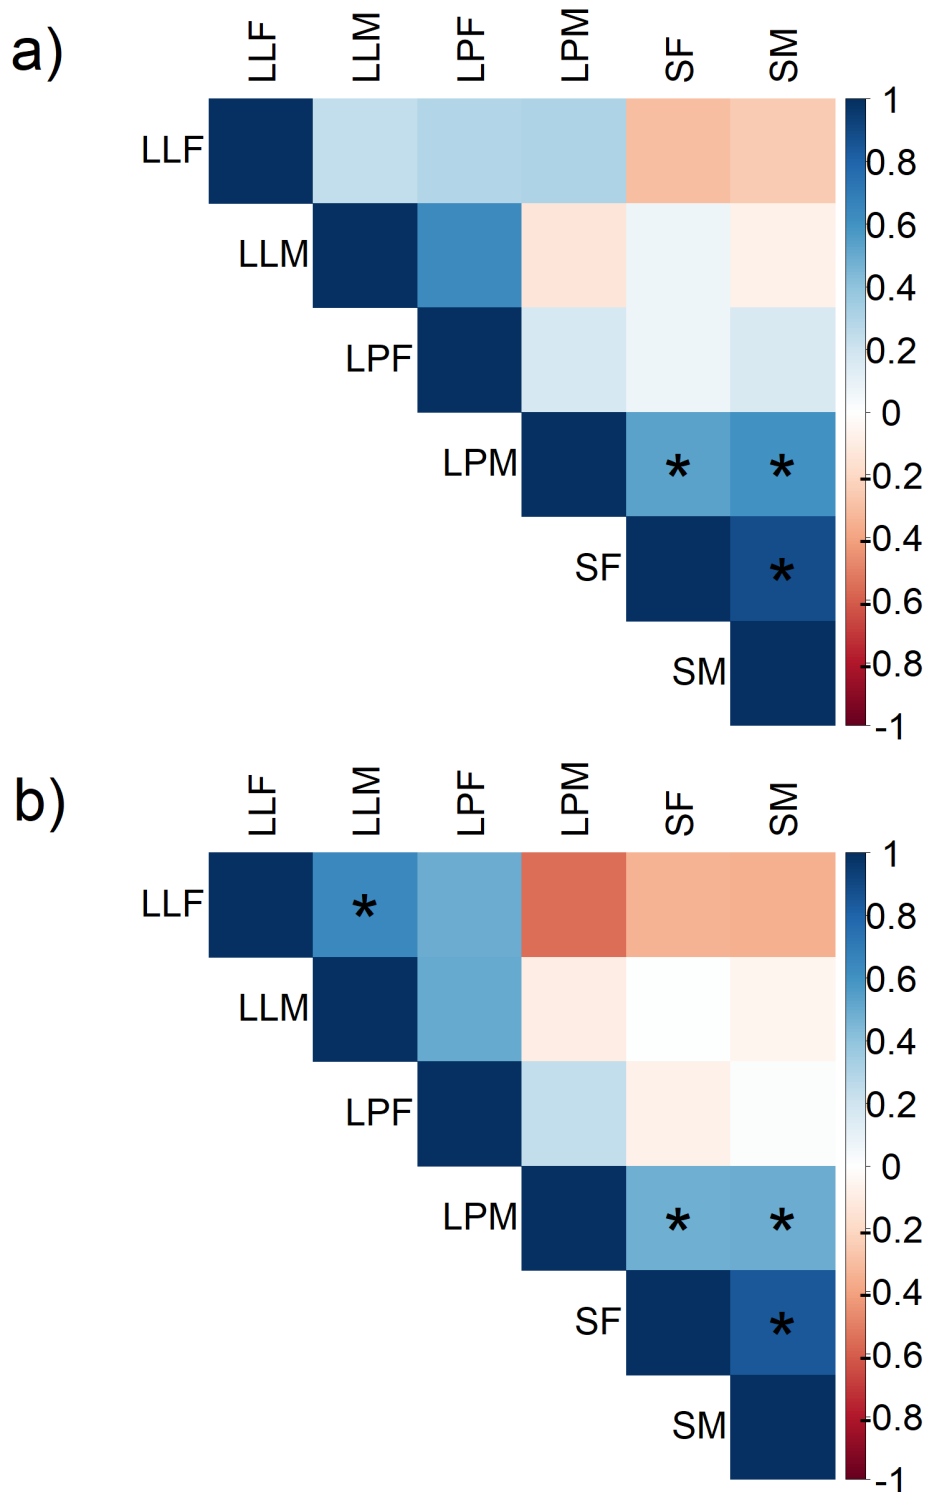 a)
LLF LLM LPF LPM SF SM
LLF
LLM
LPF
LPM * *
SF *
SM
1
0.8
0.6
0.4
0.2
0
-0.2
-0.4
-0.6
-0.8
-1
b)
LLF LLM LPF LPM SF SM
LLF *
LLM
LPF
LPM * *
SF *
SM
1
0.8
0.6
0.4
0.2
0
-0.2
-0.4
-0.6
-0.8
-1